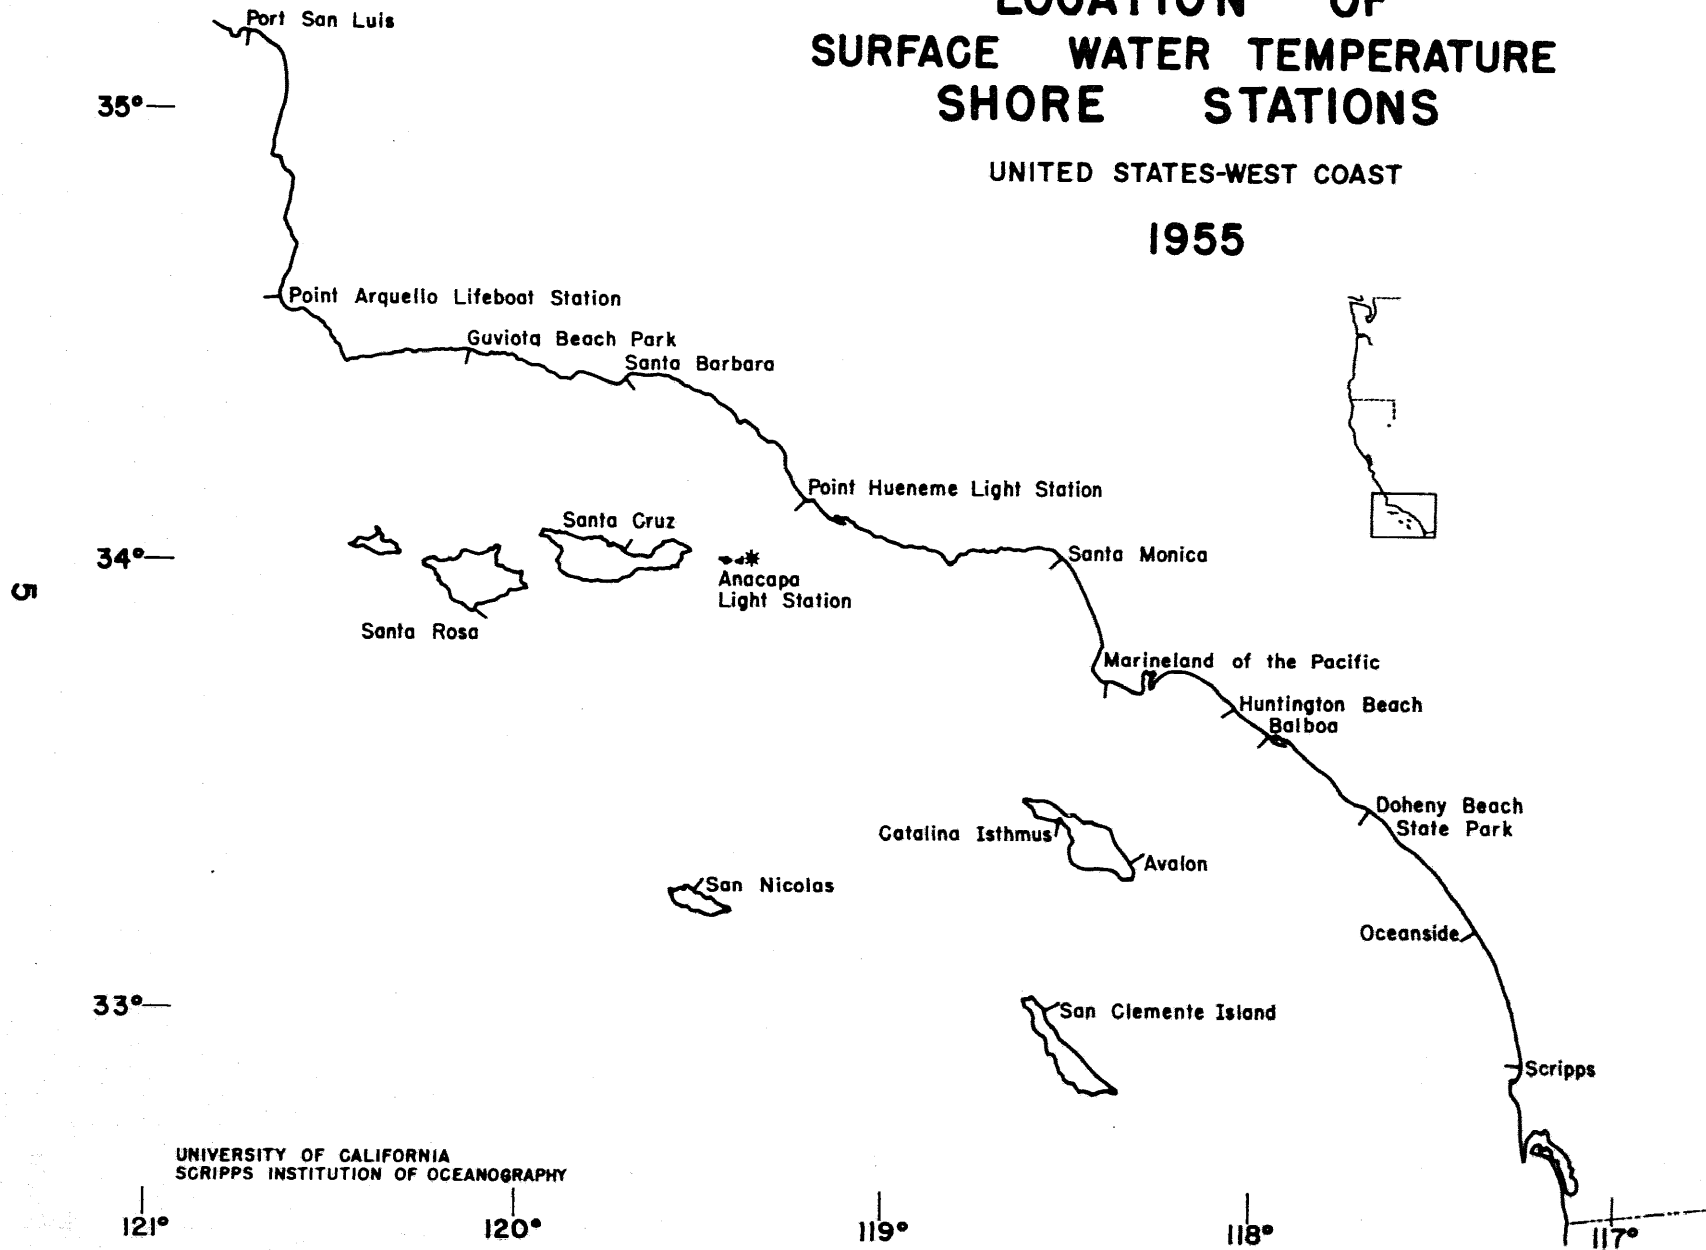 LOCATION OF
SURFACE WATER TEMPERATURE
SHORE STATIONS
UNITED STATES-WEST COAST
1955
Port San Luis
35°
Point Arquello Lifeboat Station
Guviota Beach Park
Santa Barbara
Point Hueneme Light Station
Santa Cruz
34°
Santa Monica
Anacapa
Light Station
5
Santa Rosa
Marineland of the Pacific
Huntington Beach
Balboa
Doheny Beach
State Park
Catalina Isthmus
Avalon
San Nicolas
Oceanside
33°
San Clemente Island
Scripps
UNIVERSITY OF CALIFORNIA
SCRIPPS INSTITUTION OF OCEANOGRAPHY
121°
120°
119°
118°
117°